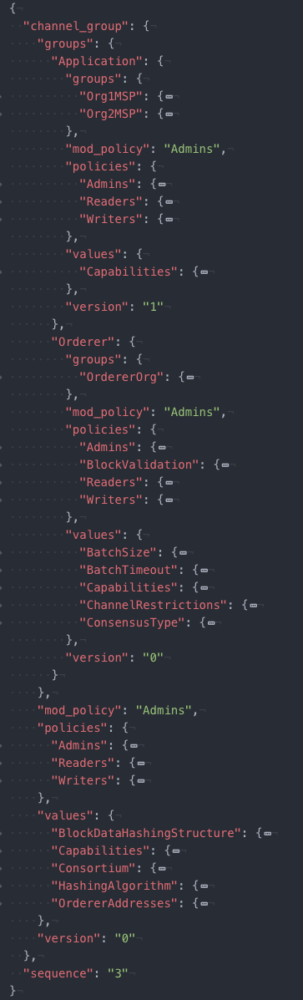 {
"channel_group": {
"groups": {
"Application": {
"groups": {
"Org1MSP": {
"Org2MSP": {
},
"mod_policy": "Admins",
"policies": {
"Admins": {
"Readers": {
"Writers": {
},
"values": {
"Capabilities": {
},
"version": "1"
},
"Orderer": {
"groups": {
"OrdererOrg": {
},
"mod_policy": "Admins",
"policies": {
"Admins": {
"BlockValidation": {
"Readers": {
"Writers": {
},
"values": {
"BatchSize": {
"BatchTimeout": {
"Capabilities": {
"ChannelRestrictions": {
"ConsensusType": {
},
"version": "0"
}
},
"mod_policy": "Admins",
"policies": {
"Admins": {
"Readers": {
"Writers": {
},
"values": {
"BlockDataHashingStructure": {
"Capabilities": {
"Consortium": {
"HashingAlgorithm": {
"OrdererAddresses": {
},
"version": "0"
},
"sequence": "3"
}